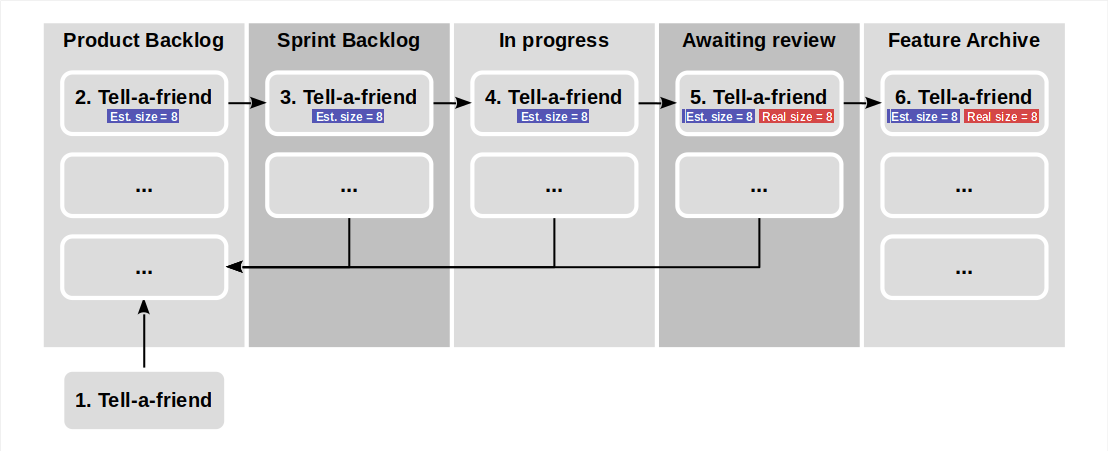 Product Backlog
Sprint Backlog
In progress
Awaiting review
Feature Archive
2. Tell-a-friend
Est. size = 8
3. Tell-a-friend
Est. size = 8
4. Tell-a-friend
Est. size = 8
5. Tell-a-friend
Est. size = 8 Real size = 8
6. Tell-a-friend
Est. size = 8 Real size = 8
...
...
...
...
...
...
...
1. Tell-a-friend